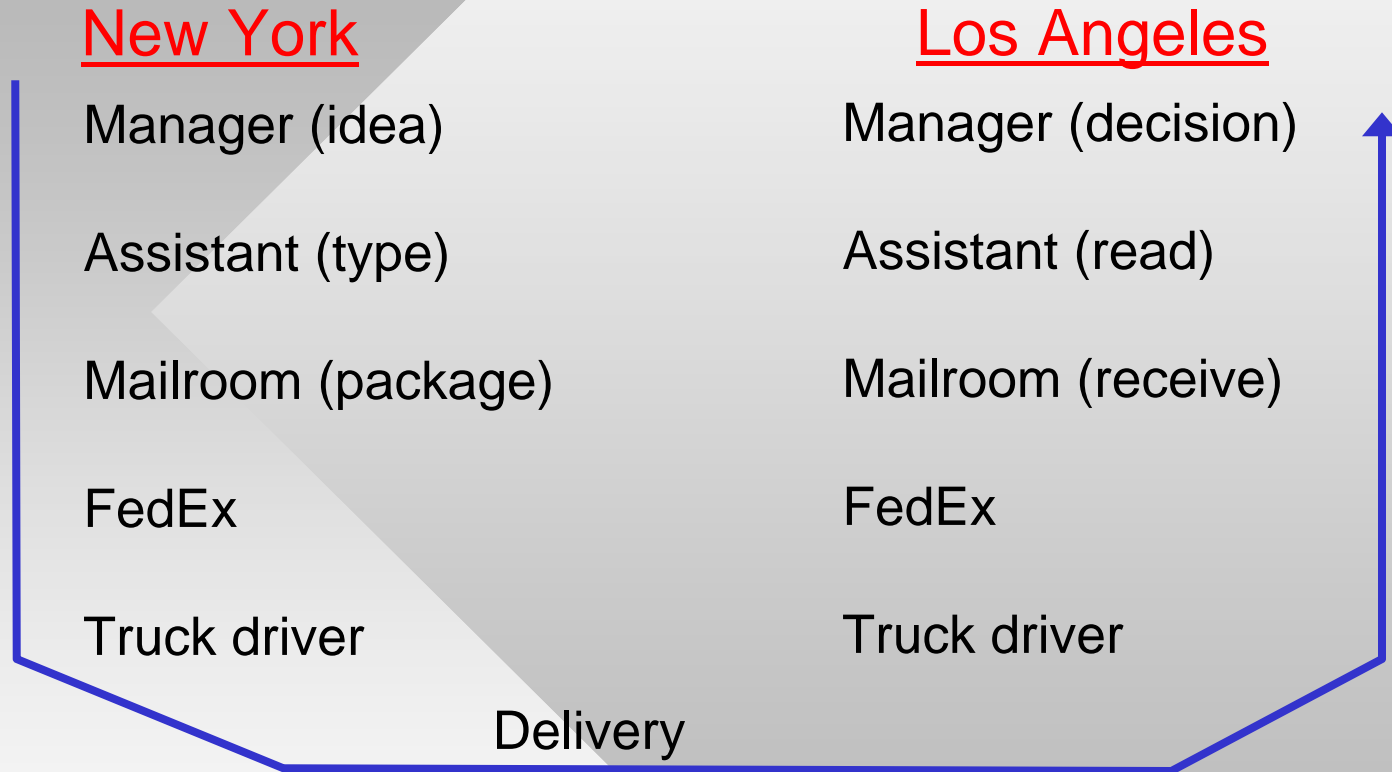 New York
Los Angeles
Manager (idea)
Manager (decision)
Assistant (type)
Assistant (read)
Mailroom (package)
Mailroom (receive)
FedEx
FedEx
Truck driver
Truck driver
Delivery